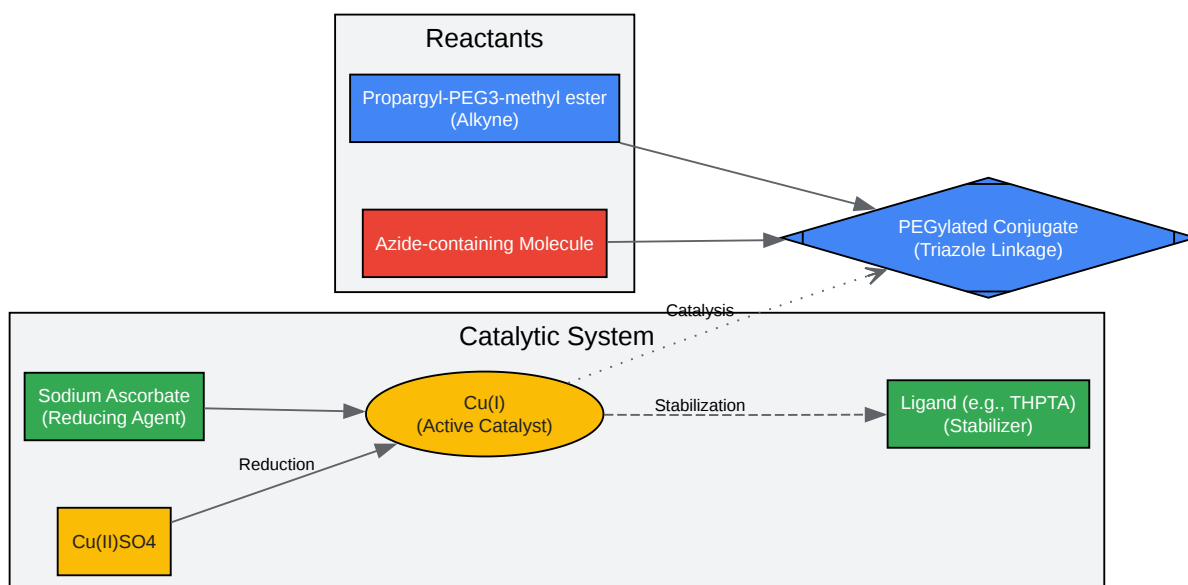 Reactants
Propargyl-PEG3-methyl ester
(Alkyne)
Azide-containing Molecule
PEGylated Conjugate
(Triazole Linkage)
Catalysis
Catalytic System
Sodium Ascorbate
(Reducing Agent)
Cu(I)
(Active Catalyst)
Stabilization
Ligand (e.g., THPTA)
(Stabilizer)
Reduction
Cu(II)SO4